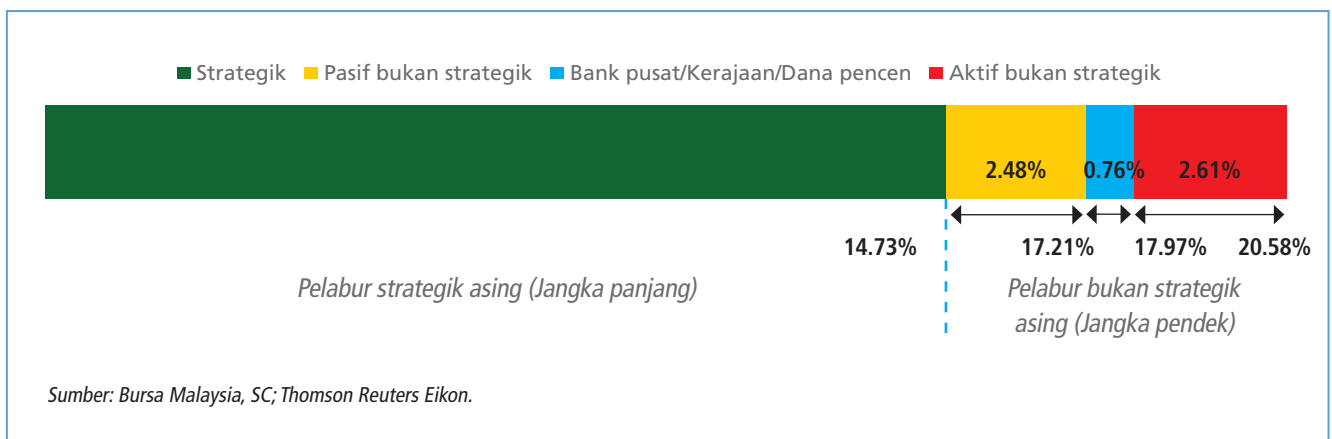 Strategik Pasif bukan strategik Bank pusat/Kerajaan/Dana pencen Aktif bukan strategik
2.48% 0.76% 2.61%
14.73% 17.21% 17.97% 20.58%
Pelabur strategik asing (Jangka panjang)
Pelabur bukan strategik
asing (Jangka pendek)
Sumber: Bursa Malaysia, SC; Thomson Reuters Eikon.